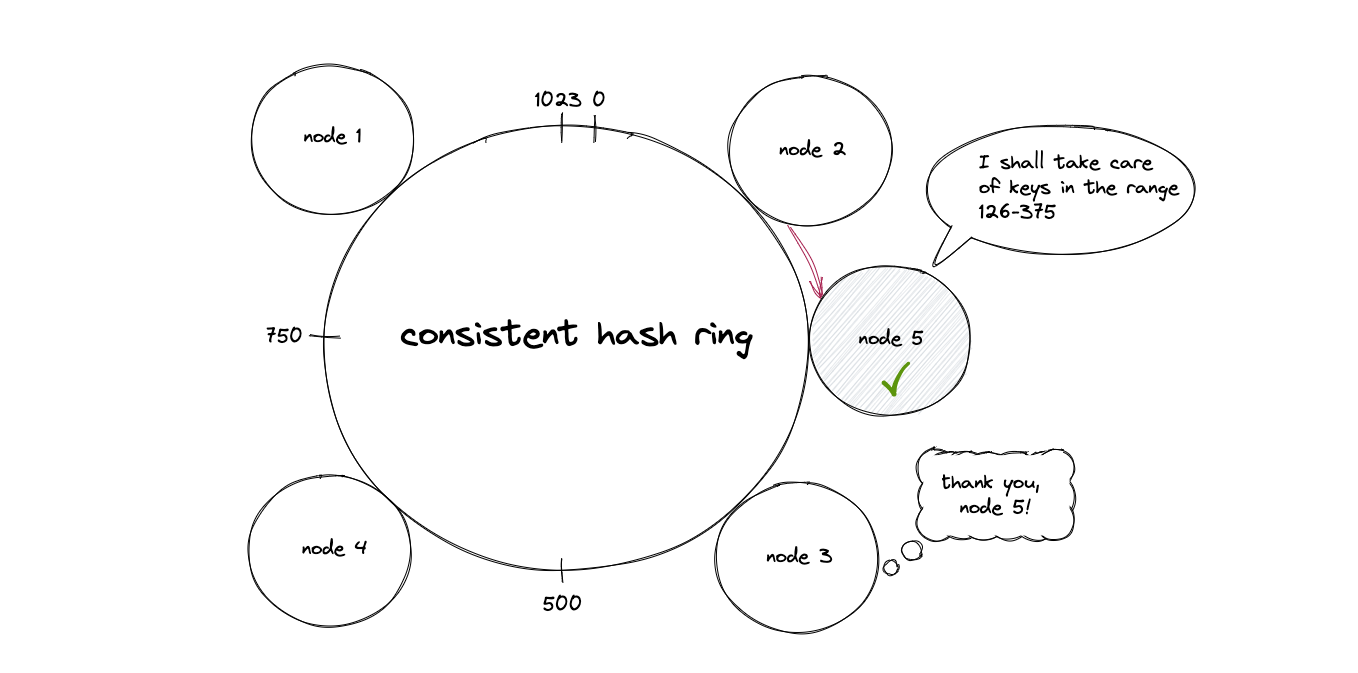 1023 0
node 1
node 2
I shall take care
of keys in the range
126-375
750
consistent hash ring
node 5
thank you,
node 5!
node 4
node 3
500